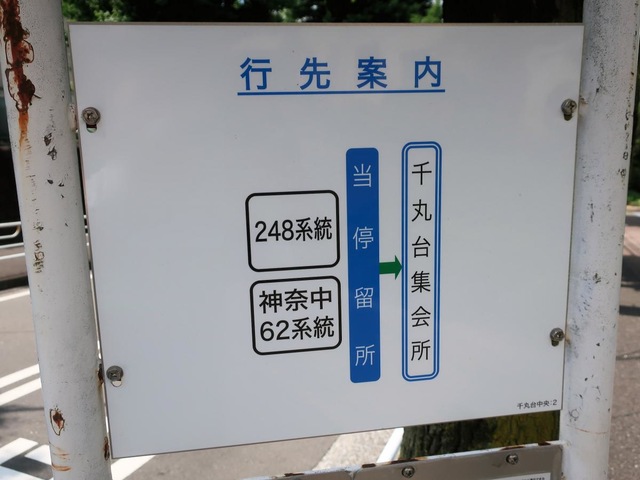 行先案内
248系統
神奈中
62系統
当停留所
千丸台集会所
千丸台中央:2